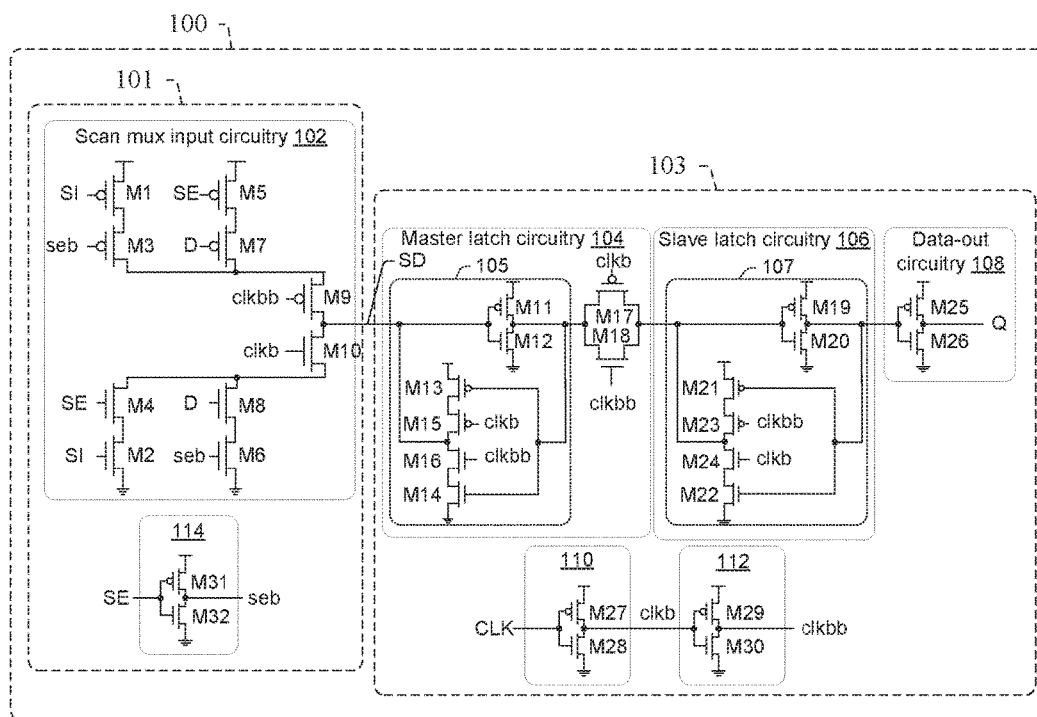 100
101
Scan mux input circuitry 102
SI M1 SE M5
seb M3 D M7
clkbb M9
clkb M10
SE M4 D M8
SI M2 seb M6
114
SE M31 seb
M32
103
Master latch circuitry 104
SD
105
clkb
M11
M12
M17
M18
clkbb
M13
M15 clkb
M16 clkbb
M14
Slave latch circuitry 106
107
M19
M20
M21
M23 clkbb
M24 clkb
M22
Data-out
circuitry 108
M25
M26
Q
110
CLK M27 clkb
M28
112
M29 clkbb
M30